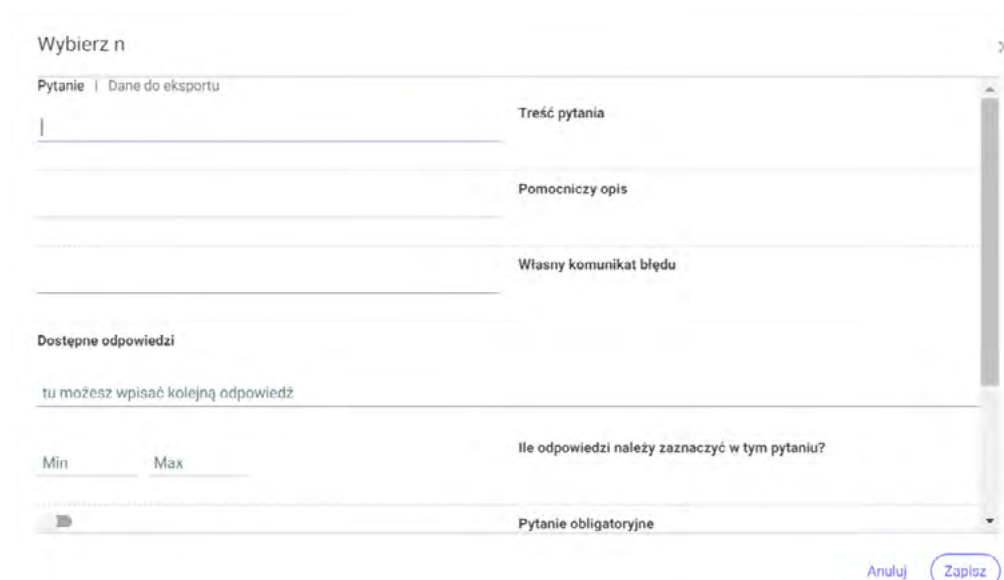 Wybierz n
Pytanie | Dane do eksportu
Treść pytania
Pomocniczy opis
Własny komunikat błędu
Dostępne odpowiedzi
tu możesz wpisać kolejną odpowiedź
Min Max
Ile odpowiedzi należy zaznaczyć w tym pytaniu?
Pytanie obligatoryjne
Anuluj Zapisz